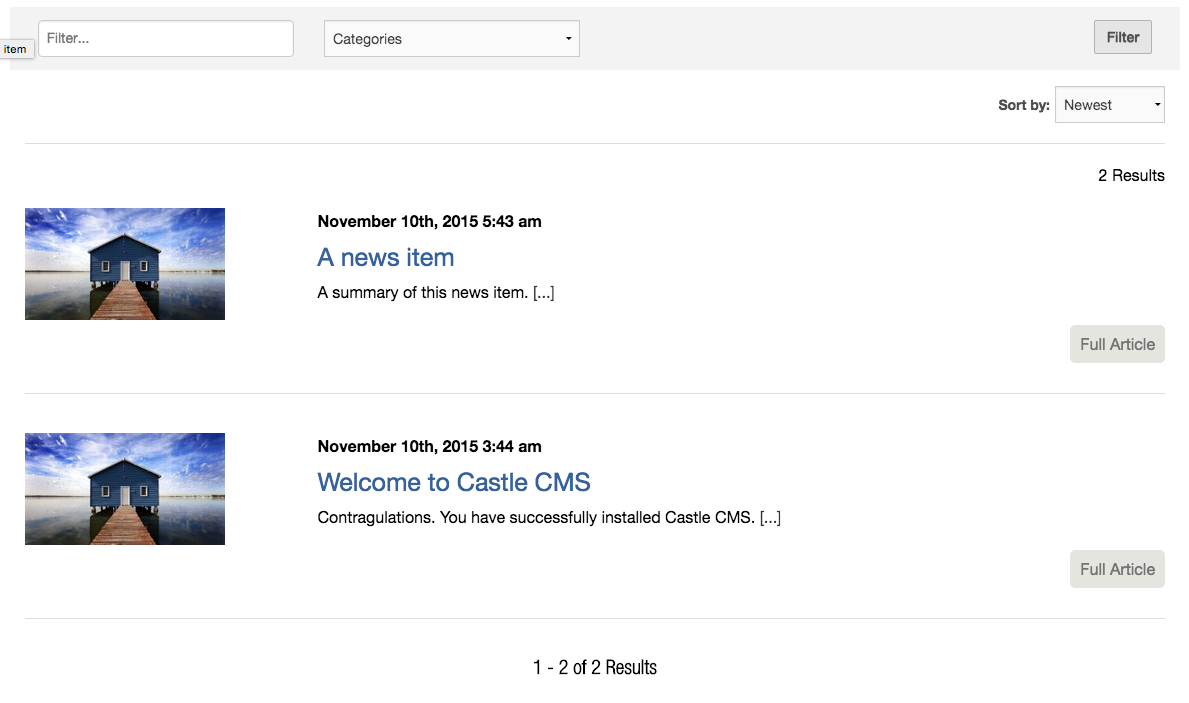 Filter...
Categories
Filter
item
Sort by: Newest
2 Results
November 10th, 2015 5:43 am
A news item
A summary of this news item. [...]
Full Article
November 10th, 2015 3:44 am
Welcome to Castle CMS
Contragulations. You have successfully installed Castle CMS. [...]
Full Article
1 - 2 of 2 Results